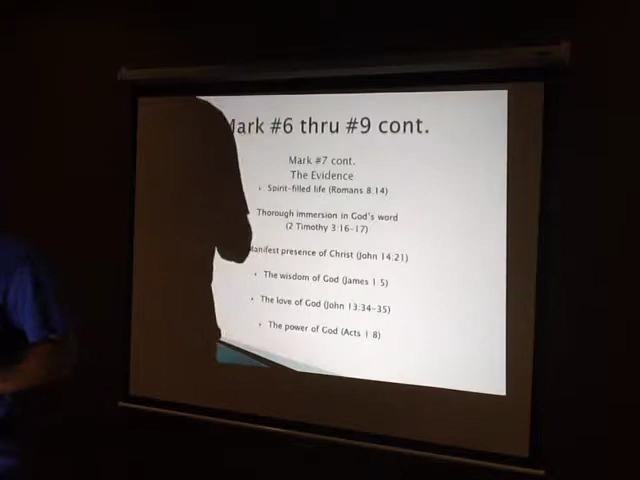 Mark #6 thru #9 cont.
Mark #7 cont.
The Evidence
• Spirit-filled life (Romans 8:14)
Thorough immersion in God's word
(2 Timothy 3:16-17)
Manifest presence of Christ (John 14:21)
• The wisdom of God (James 1:5)
• The love of God (John 13:34-35)
• The power of God (Acts 1:8)